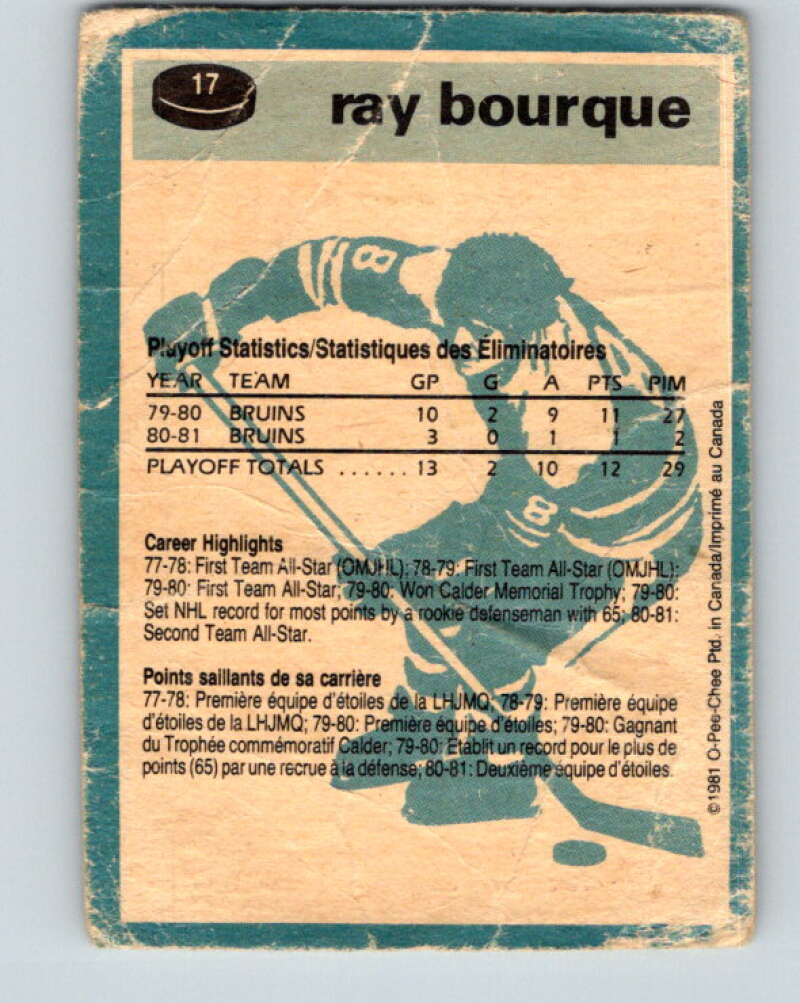 17
ray bourque
8
Playoff Statistics/Statistiques des Éliminatoires
YEAR TEAM GP G A PTS PIM
79-80 BRUINS 10 2 9 11 27
80-81 BRUINS 3 0 1 1 2
PLAYOFF TOTALS ...... 13 2 10 12 29
8
Career Highlights
77-78: First Team All-Star (OMJHL); 78-79: First Team All-Star (OMJHL);
79-80: First Team All-Star; 79-80: Won Calder Memorial Trophy; 79-80:
Set NHL record for most points by a rookie defenseman with 65; 80-81:
Second Team All-Star.
Points saillants de sa carrière
77-78: Première équipe d'étoiles de la LHJMQ; 78-79: Première équipe
d'étoiles de la LHJMQ; 79-80: Première équipe d'étoiles; 79-80: Gagnant
du Trophée commémoratif Calder; 79-80: Établit un record pour le plus de
points (65) par une recrue à la défense; 80-81: Deuxième équipe d'étoiles.
©1981 O-Pee-Chee Ptd. in Canada/Imprimé au Canada